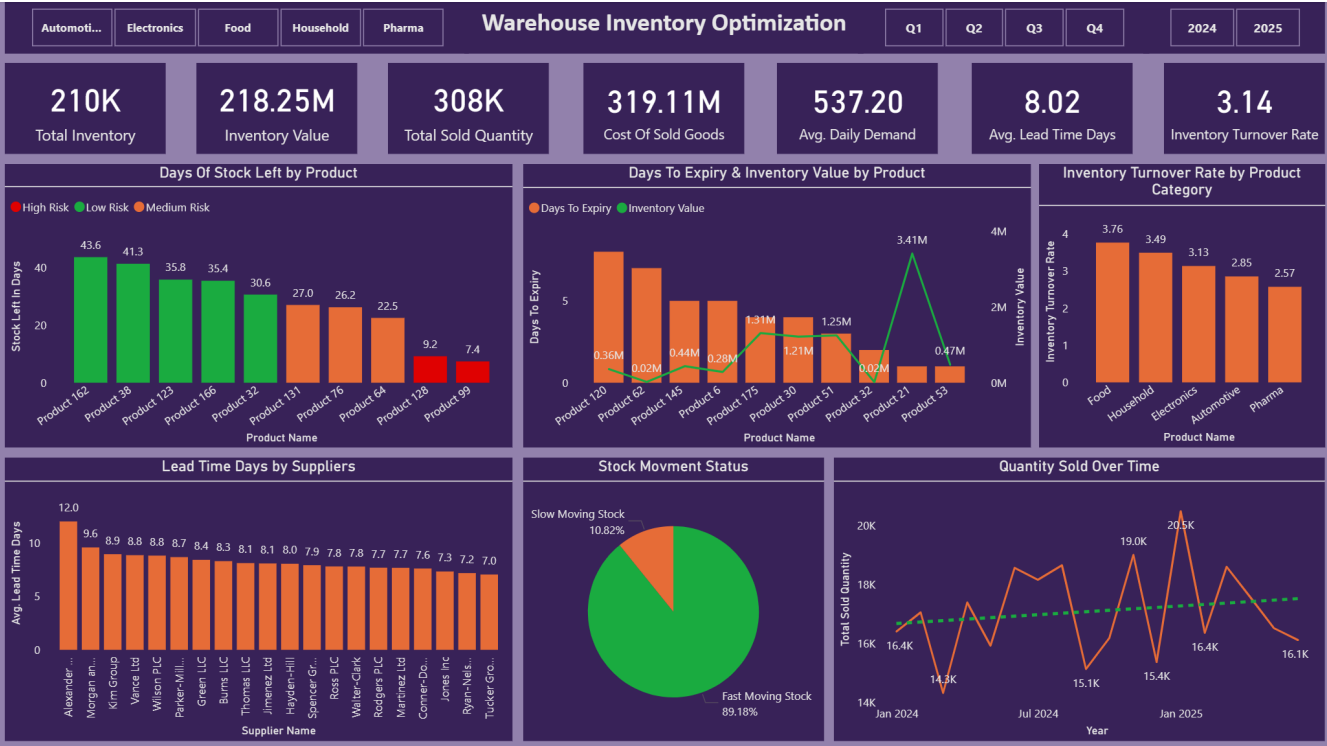 Automoti...
Electronics
Food
Household
Pharma
Warehouse Inventory Optimization
Q1
Q2
Q3
Q4
2024
2025
210K
Total Inventory
218.25M
Inventory Value
308K
Total Sold Quantity
319.11M
Cost Of Sold Goods
537.20
Avg. Daily Demand
8.02
Avg. Lead Time Days
3.14
Inventory Turnover Rate
Days Of Stock Left by Product
High Risk
Low Risk
Medium Risk
Stock Left In Days
40
20
0
43.6
41.3
35.8
35.4
30.6
27.0
26.2
22.5
9.2
7.4
Product 162
Product 38
Product 123
Product 166
Product 32
Product 131
Product 76
Product 64
Product 128
Product 99
Product Name
Days To Expiry & Inventory Value by Product
Days To Expiry
Inventory Value
Days To Expiry
5
0
0.36M
0.02M
0.44M
0.28M
1.31M
1.21M
1.25M
0.02M
3.41M
0.47M
4M
2M
0M
Inventory Value
Product 120
Product 62
Product 145
Product 6
Product 175
Product 30
Product 51
Product 32
Product 21
Product 53
Product Name
Inventory Turnover Rate by Product
Category
Inventory Turnover Rate
4
3
2
1
0
3.76
3.49
3.13
2.85
2.57
Food
Household
Electronics
Automotive
Pharma
Product Name
Lead Time Days by Suppliers
Avg. Lead Time Days
10
5
0
12.0
9.6
8.9
8.8
8.8
8.7
8.4
8.3
8.1
8.1
8.0
7.9
7.8
7.8
7.7
7.7
7.6
7.3
7.2
7.0
Alexander ...
Morgan an...
Kim Group
Vance Ltd
Wilson PLC
Parker-Mill...
Green LLC
Burns LLC
Thomas LLC
Jimenez Ltd
Hayden-Hill
Spencer Gr...
Ross PLC
Walter-Clark
Rodgers PLC
Martinez Ltd
Conner-Do...
Jones Inc
Ryan-Nels...
Tucker Gro...
Supplier Name
Stock Movment Status
Slow Moving Stock
10.82%
Fast Moving Stock
89.18%
Quantity Sold Over Time
Total Sold Quantity
20K
18K
16K
14K
16.4K
14.3K
15.1K
19.0K
15.4K
20.5K
16.4K
16.1K
Jan 2024
Jul 2024
Jan 2025
Year